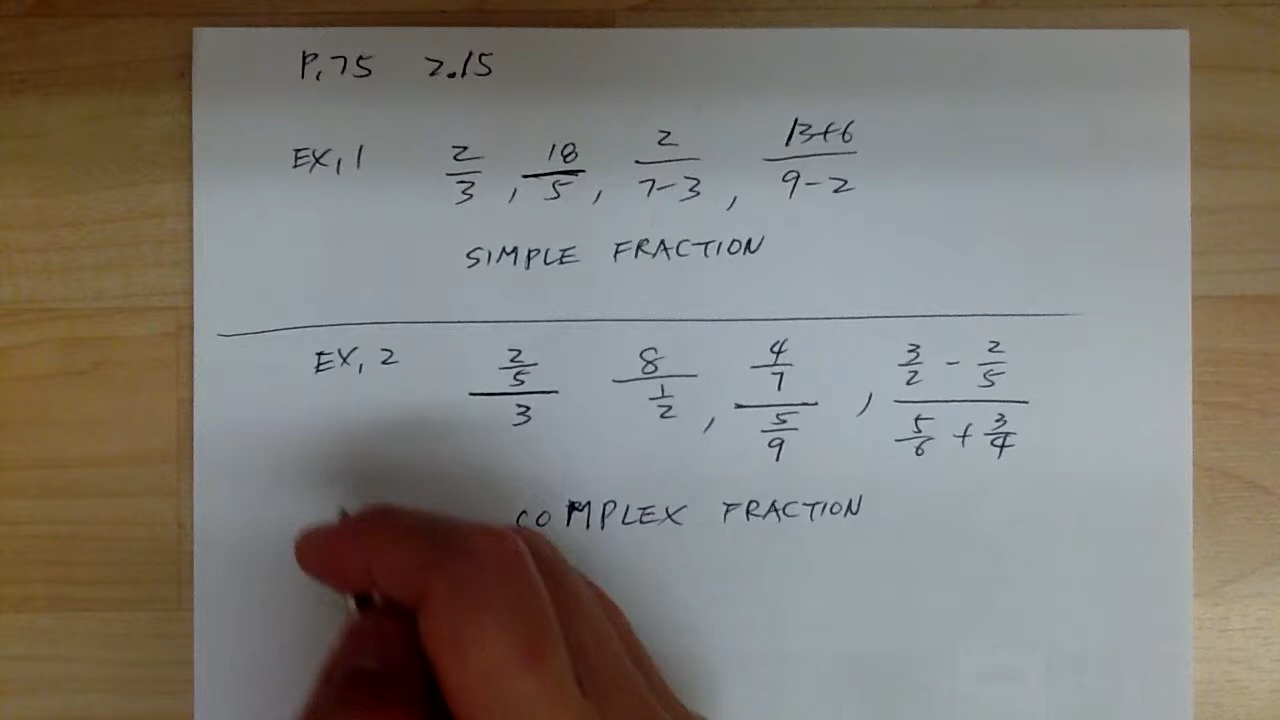 P.75 2.15
EX.1 2/3, 18/5, 2/(7-3), (13+6)/(9-2)
SIMPLE FRACTION
EX.2 (2/5)/3 8/(1/2), (4/7)/(5/9), (3/2 - 2/5)/(5/6 + 3/4)
COMPLEX FRACTION